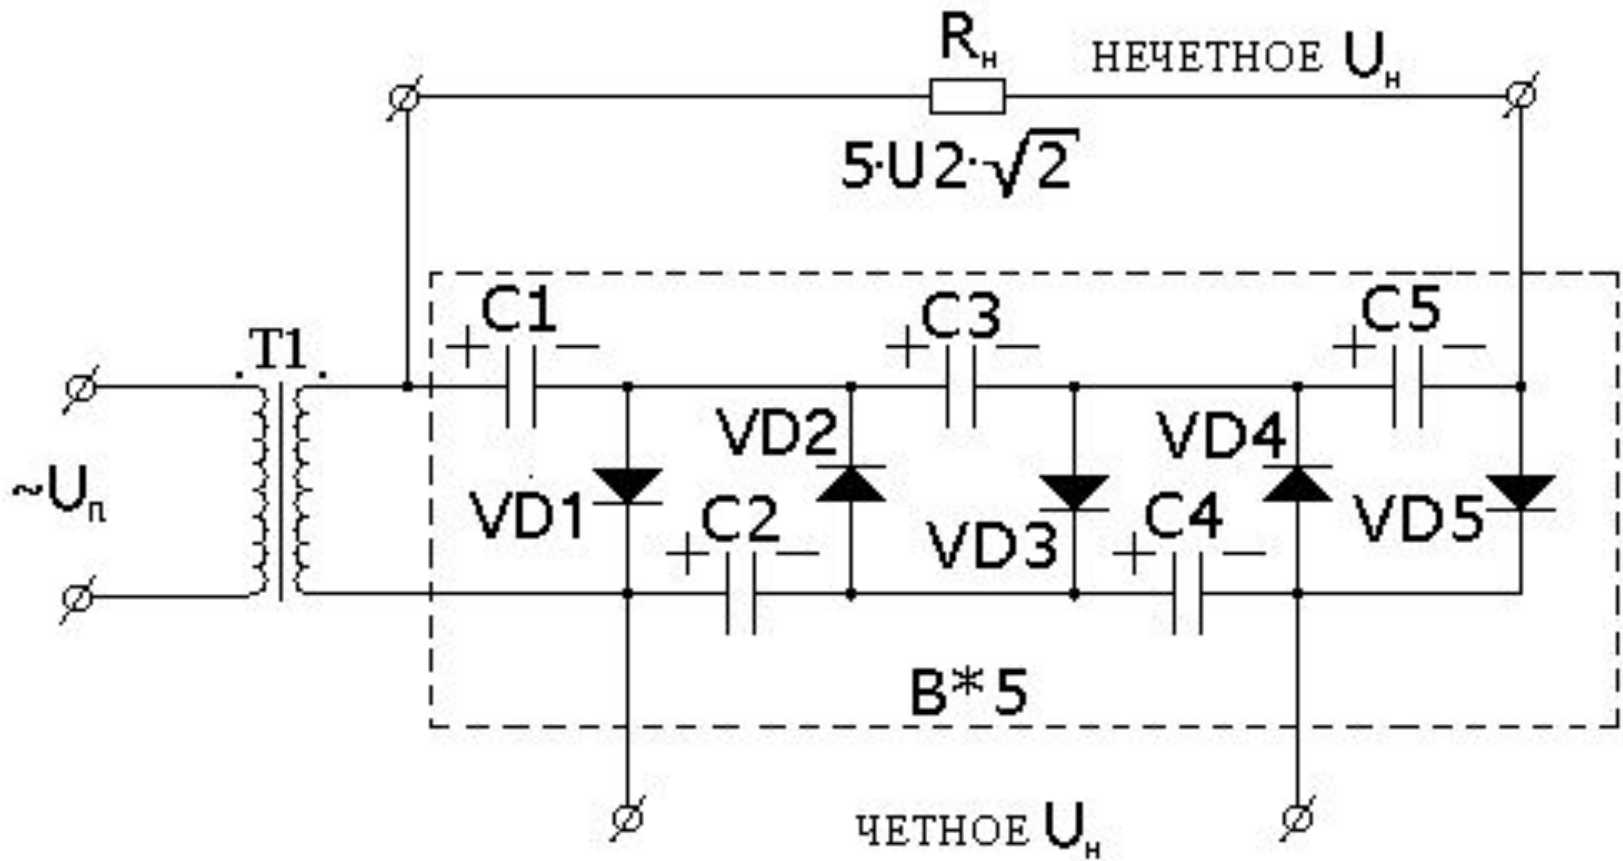 Rн НЕЧЕТНОЕ Uн
5·U2·√2
+ C1 − + C3 − + C5 −
T1
VD2 VD4
~Uп VD1 + C2 − VD3 + C4 − VD5
B*5
ЧЕТНОЕ Uн